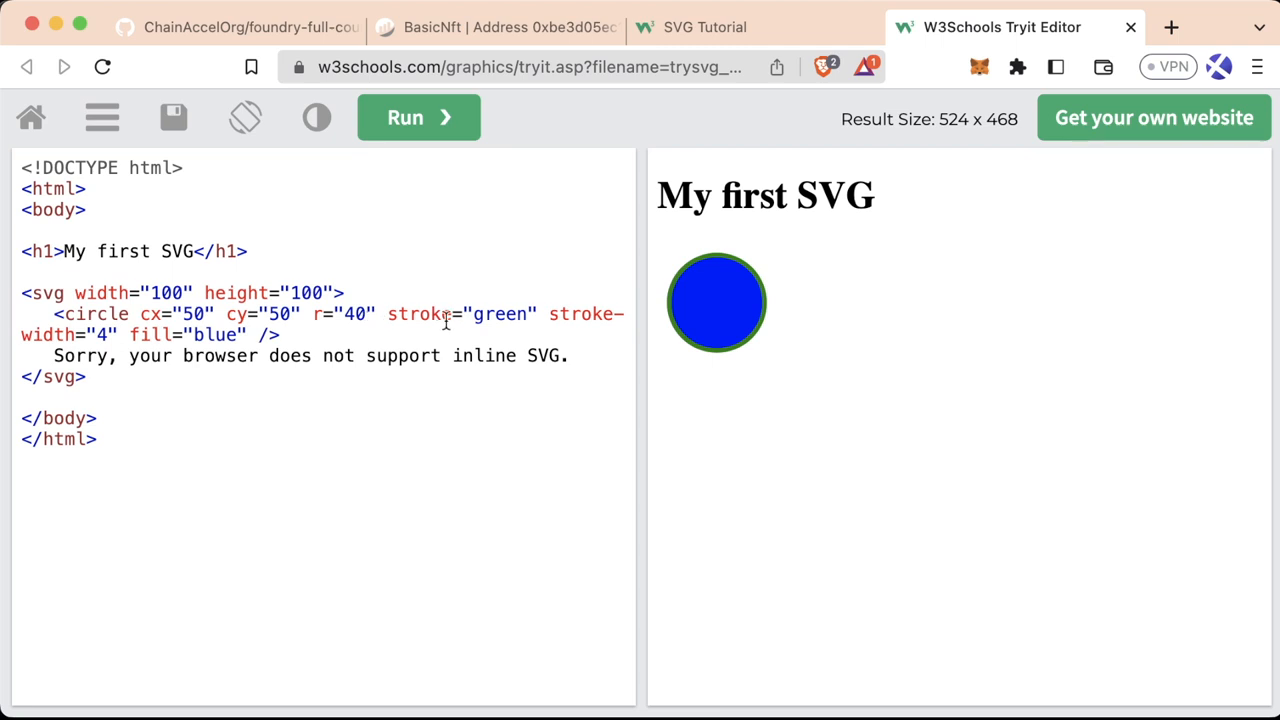 ChainAccelOrg/foundry-full-cou
BasicNft | Address 0xbe3d05ec
SVG Tutorial
W3Schools Tryit Editor
w3schools.com/graphics/tryit.asp?filename=trysvg_...
2
1
VPN
Run ❯
Result Size: 524 x 468
Get your own website
<!DOCTYPE html>
<html>
<body>
<h1>My first SVG</h1>
<svg width="100" height="100">
<circle cx="50" cy="50" r="40" stroke="green" stroke-
width="4" fill="blue" />
Sorry, your browser does not support inline SVG.
</svg>
</body>
</html>
My first SVG